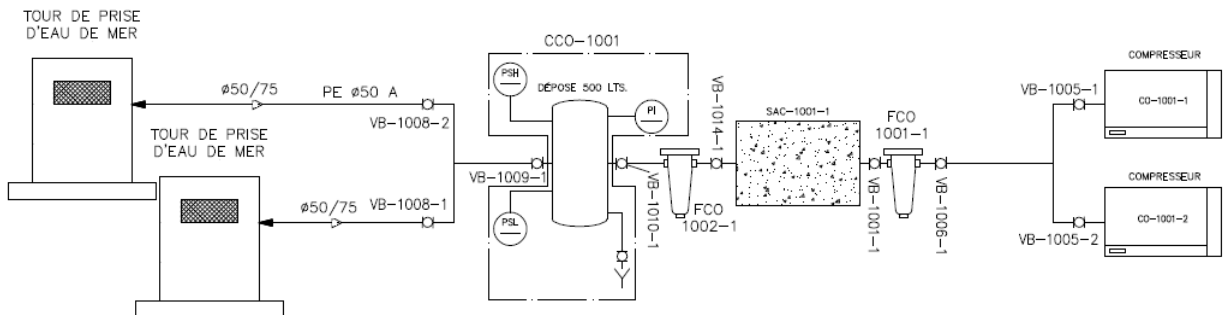 TOUR DE PRISE
D'EAU DE MER
Ø50/75
PE Ø50 A
VB-1008-2
TOUR DE PRISE
D'EAU DE MER
Ø50/75
VB-1008-1
CCO-1001
PSH
DÉPOSE 500 LTS.
PI
VB-1009-1
PSL
VB-1010-1
FCO
1002-1
VB-1014-1
SAC-1001-1
VB-1001-1
FCO
1001-1
VB-1006-1
COMPRESSEUR
VB-1005-1
CO-1001-1
COMPRESSEUR
CO-1001-2
VB-1005-2